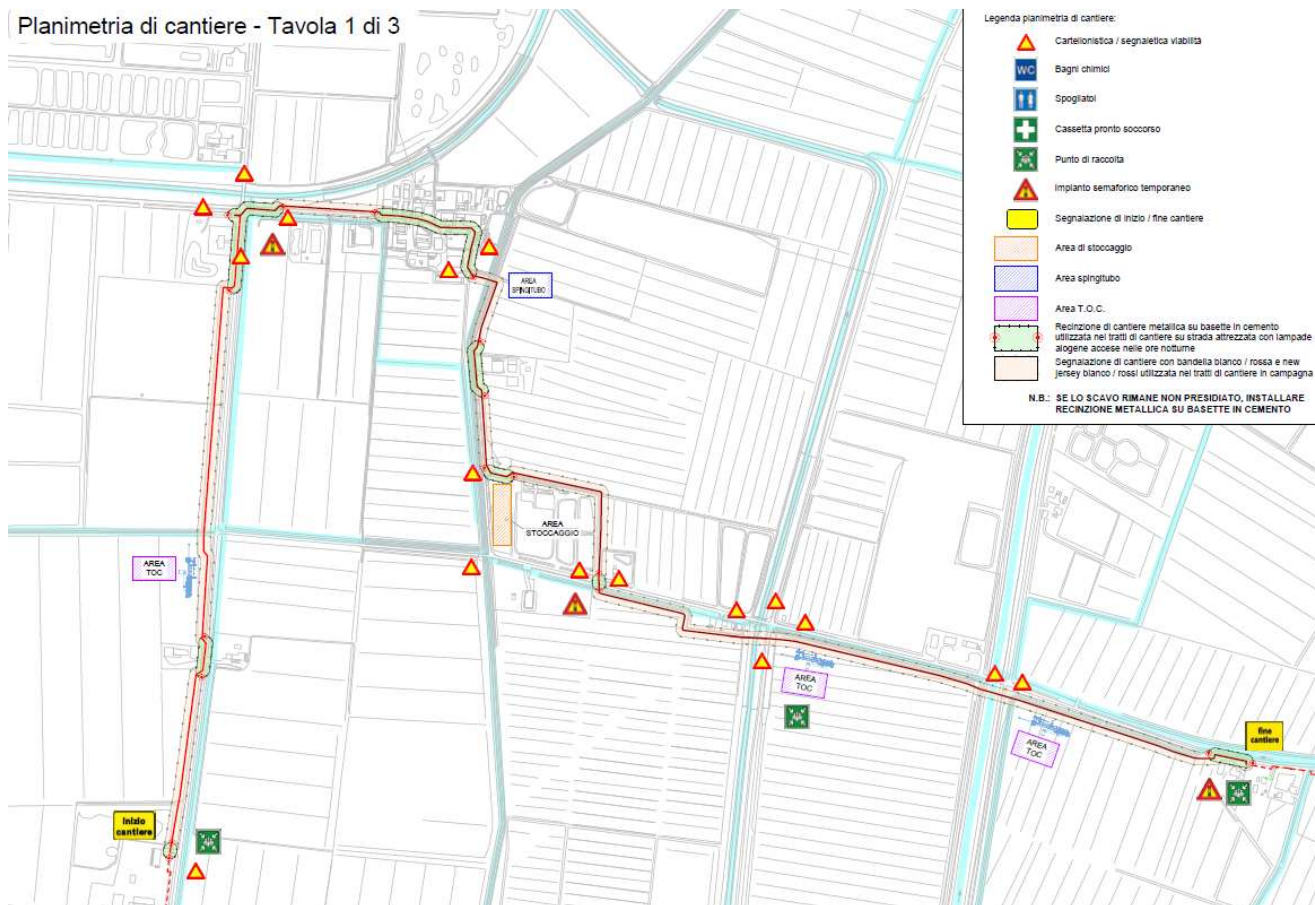 Planimetria di cantiere - Tavola 1 di 3
Legenda planimetria di cantiere:
Cartellonistica / segnaletica viabilità
WC
Bagni chimici
Spogliatoi
Cassetta pronto soccorso
Punto di raccolta
Impianto semaforico temporaneo
Segnalazione di inizio / fine cantiere
Area di stoccaggio
Area spingitubo
Area T.O.C.
Recinzione di cantiere metallica su basette in cemento
utilizzata nei tratti di cantiere su strada attrezzata con lampade
alogene accese nelle ore notturne
Segnalazione di cantiere con bandella bianco / rossa e new
jersey bianco / rossi utilizzata nei tratti di cantiere in campagna
N.B.: SE LO SCAVO RIMANE NON PRESIDIATO, INSTALLARE
RECINZIONE METALLICA SU BASETTE IN CEMENTO
AREA
SPINGITUBO
AREA
STOCCAGGIO
AREA
TOC
AREA
TOC
AREA
TOC
fine
cantiere
inizio
cantiere